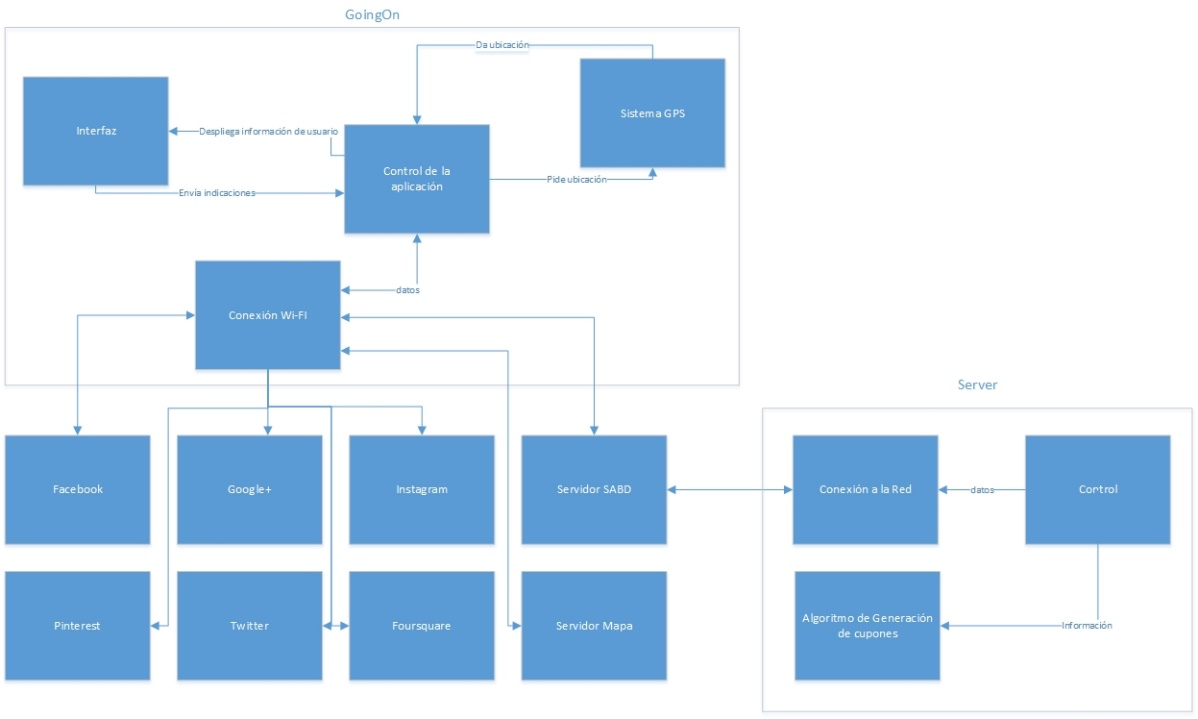 GoingOn
Da ubicación
Sistema GPS
Interfaz
Despliega información de usuario
Control de la
aplicación
Pide ubicación
Envía indicaciones
datos
Conexión Wi-FI
Server
Facebook
Google+
Instagram
Servidor SABD
Conexión a la Red
datos
Control
Pinterest
Twitter
Foursquare
Servidor Mapa
Algoritmo de Generación
de cupones
Información